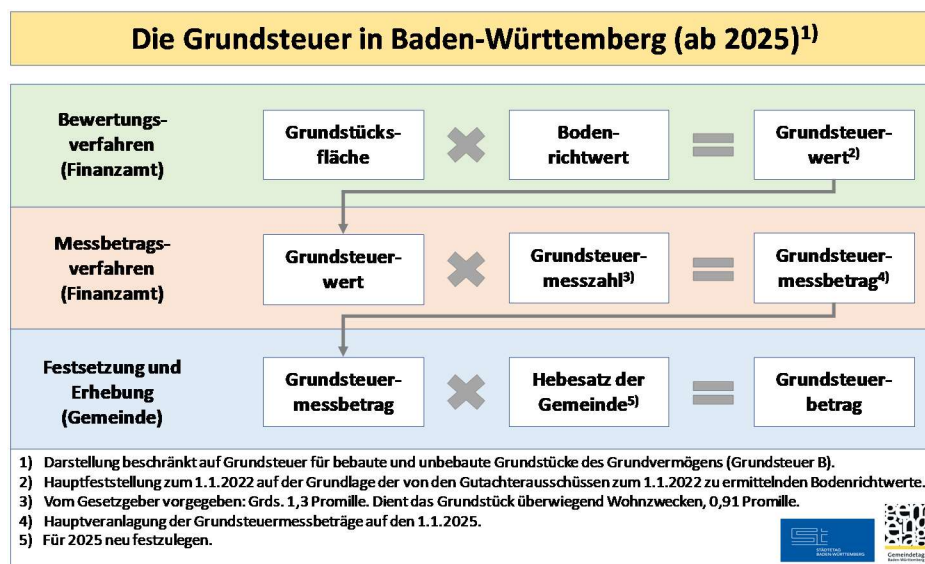 Die Grundsteuer in Baden-Württemberg (ab 2025)1)
Bewertungs-
verfahren
(Finanzamt)
Grundstücks-
fläche
Boden-
richtwert
Grundsteuer-
wert2)
Messbetrags-
verfahren
(Finanzamt)
Grundsteuer-
wert
Grundsteuer-
messzahl3)
Grundsteuer-
messbetrag4)
Festsetzung und
Erhebung
(Gemeinde)
Grundsteuer-
messbetrag
Hebesatz der
Gemeinde5)
Grundsteuer-
betrag
1) Darstellung beschränkt auf Grundsteuer für bebaute und unbebaute Grundstücke des Grundvermögens (Grundsteuer B).
2) Hauptfeststellung zum 1.1.2022 auf der Grundlage der von den Gutachterausschüssen zum 1.1.2022 zu ermittelnden Bodenrichtwerte.
3) Vom Gesetzgeber vorgegeben: Grds. 1,3 Promille. Dient das Grundstück überwiegend Wohnzwecken, 0,91 Promille.
4) Hauptveranlagung der Grundsteuermessbeträge auf den 1.1.2025.
5) Für 2025 neu festzulegen.
STÄDTETAG
BADEN-WÜRTTEMBERG
gemeindetag
Gemeindetag
Baden-Württemberg